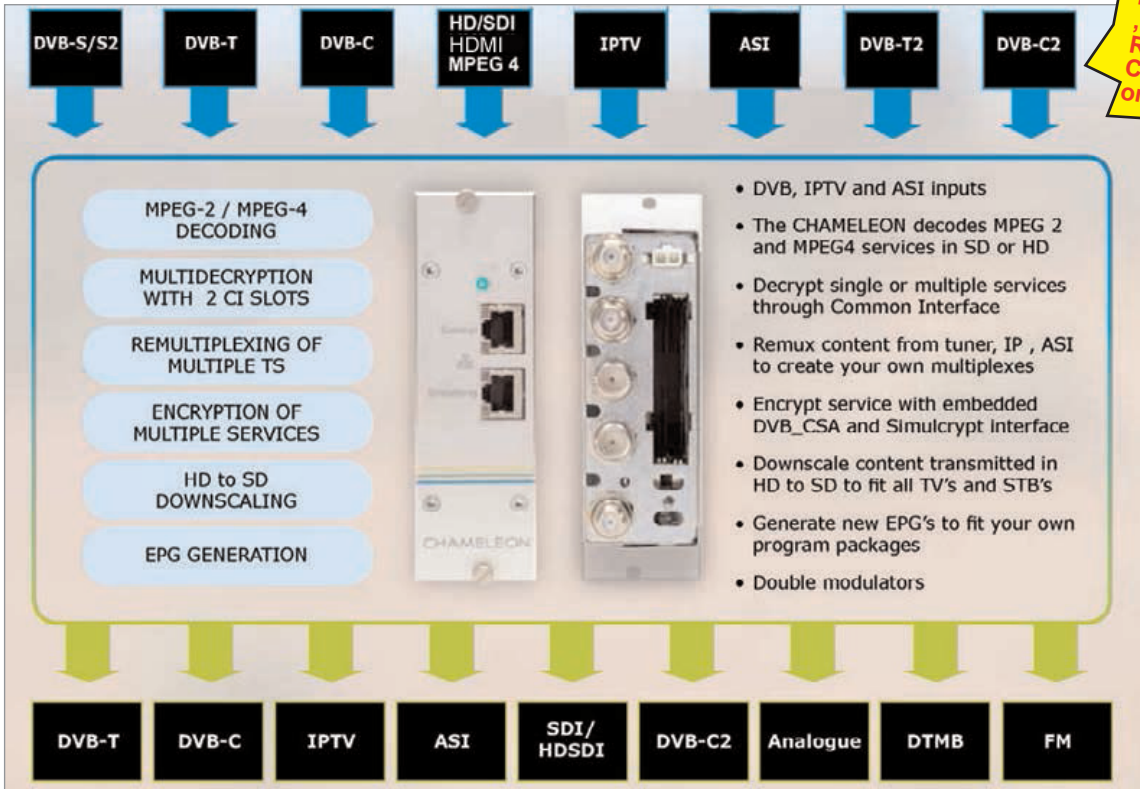 DVB-S/S2
DVB-T
DVB-C
HD/SDI
HDMI
MPEG 4
IPTV
ASI
DVB-T2
DVB-C2
MPEG-2 / MPEG-4
DECODING
MULTIDECRYPTION
WITH 2 CI SLOTS
REMULTIPLEXING OF
MULTIPLE TS
ENCRYPTION OF
MULTIPLE SERVICES
HD to SD
DOWNSCALING
EPG GENERATION
Control
Streaming
CHAMELEON
• DVB, IPTV and ASI inputs
• The CHAMELEON decodes MPEG 2
and MPEG4 services in SD or HD
• Decrypt single or multiple services
through Common Interface
• Remux content from tuner, IP , ASI
to create your own multiplexes
• Encrypt service with embedded
DVB_CSA and Simulcrypt interface
• Downscale content transmitted in
HD to SD to fit all TV's and STB's
• Generate new EPG's to fit your own
program packages
• Double modulators
DVB-T
DVB-C
IPTV
ASI
SDI/
HDSDI
DVB-C2
Analogue
DTMB
FM